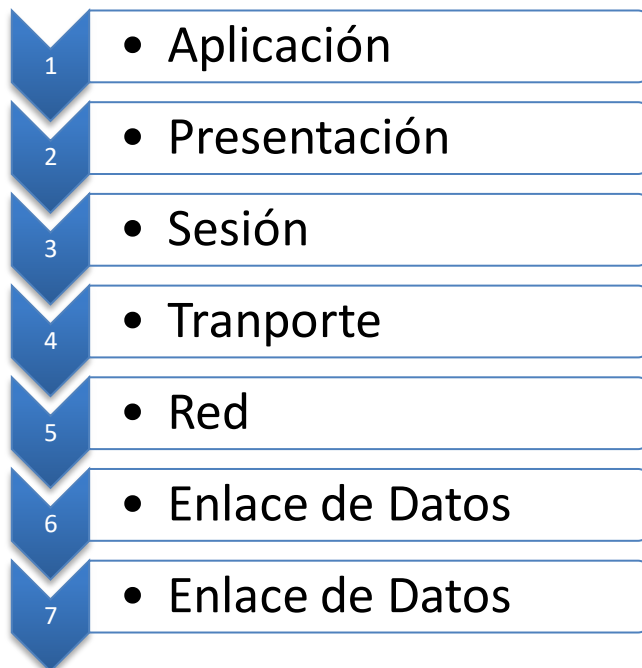 1 • Aplicación
2 • Presentación
3 • Sesión
4 • Tranporte
5 • Red
6 • Enlace de Datos
7 • Enlace de Datos